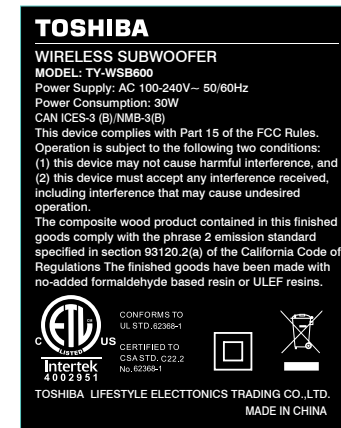 TOSHIBA
WIRELESS SUBWOOFER
MODEL: TY-WSB600
Power Supply: AC 100-240V~ 50/60Hz
Power Consumption: 30W
CAN ICES-3 (B)/NMB-3(B)
This device complies with Part 15 of the FCC Rules.
Operation is subject to the following two conditions:
(1) this device may not cause harmful interference, and
(2) this device must accept any interference received,
including interference that may cause undesired
operation.
The composite wood product contained in this finished
goods comply with the phrase 2 emission standard
specified in section 93120.2(a) of the California Code of
Regulations The finished goods have been made with
no-added formaldehyde based resin or ULEF resins.
ETL
CM
LISTED
C US
Intertek
4002951
CONFORMS TO
UL STD.62368-1
CERTIFIED TO
CSA STD. C22.2
No.62368-1
TOSHIBA LIFESTYLE ELECTTONICS TRADING CO.,LTD.
MADE IN CHINA